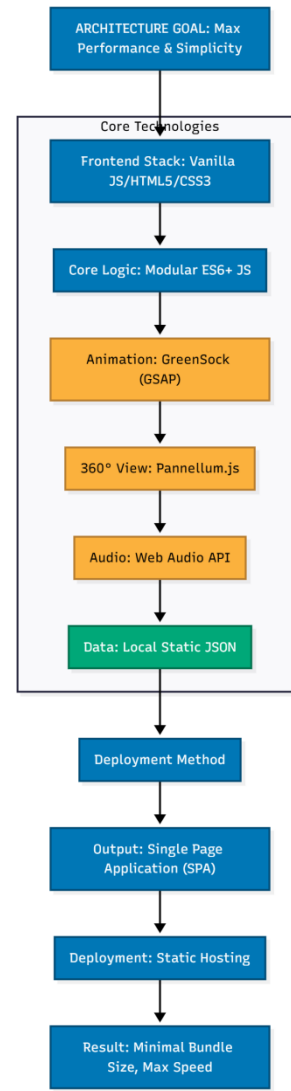 ARCHITECTURE GOAL: Max
Performance & Simplicity
Core Technologies
Frontend Stack: Vanilla
JS/HTML5/CSS3
Core Logic: Modular ES6+ JS
Animation: GreenSock
(GSAP)
360° View: Pannellum.js
Audio: Web Audio API
Data: Local Static JSON
Deployment Method
Output: Single Page
Application (SPA)
Deployment: Static Hosting
Result: Minimal Bundle
Size, Max Speed